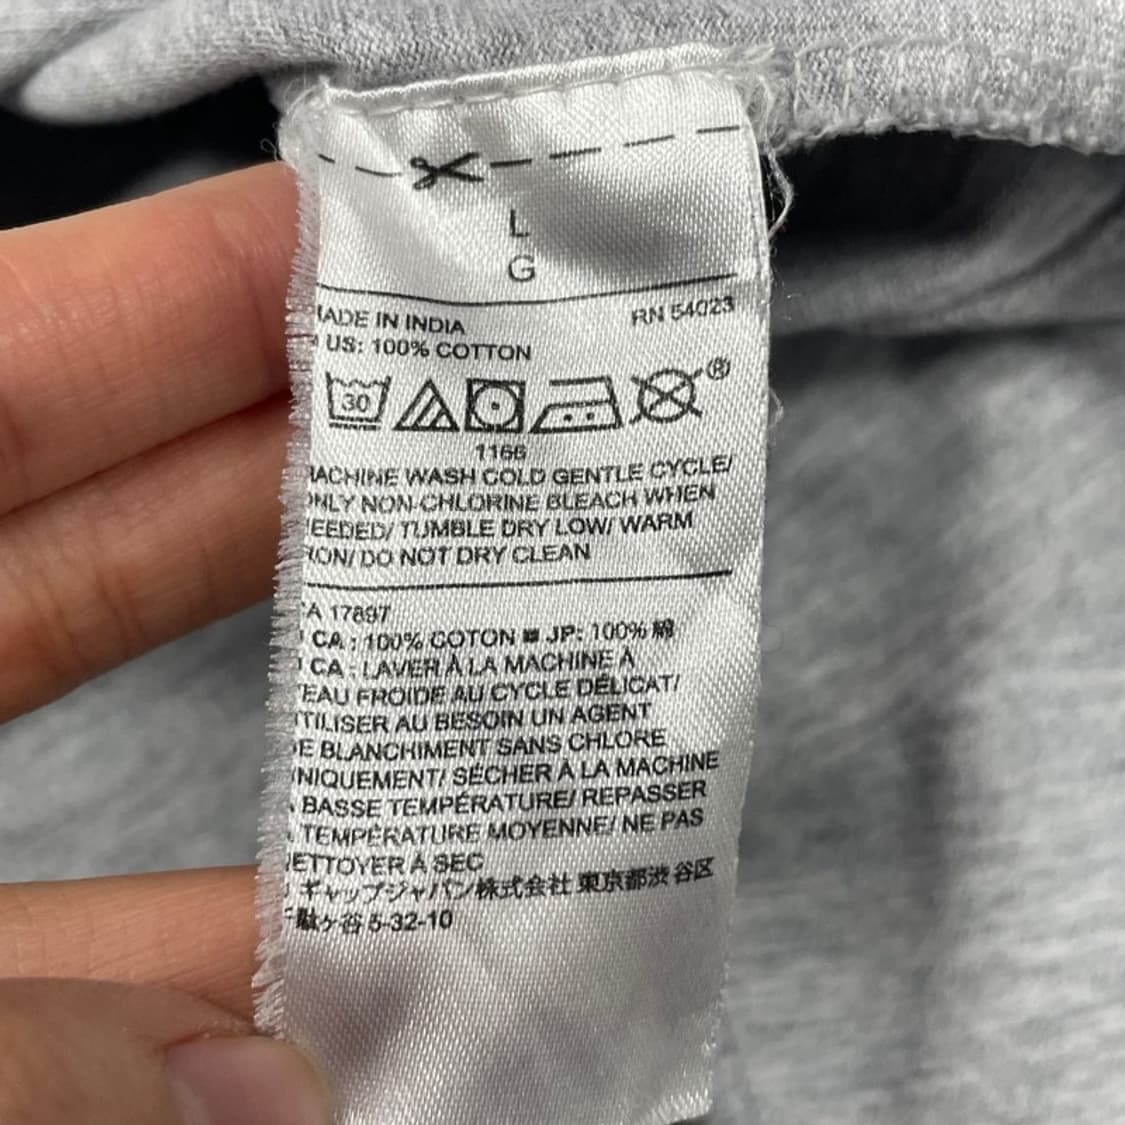 L
G
MADE IN INDIA
RN 54023
US: 100% COTTON
30
®
1166
MACHINE WASH COLD GENTLE CYCLE/
ONLY NON-CHLORINE BLEACH WHEN
NEEDED/ TUMBLE DRY LOW/ WARM
IRON/ DO NOT DRY CLEAN
CA 17897
CA : 100% COTON ■ JP: 100% 綿
CA : LAVER À LA MACHINE À
L'EAU FROIDE AU CYCLE DÉLICAT/
UTILISER AU BESOIN UN AGENT
DE BLANCHIMENT SANS CHLORE
UNIQUEMENT/ SÉCHER À LA MACHINE
À BASSE TEMPÉRATURE/ REPASSER
À TEMPÉRATURE MOYENNE/ NE PAS
NETTOYER À SEC
ギャップジャパン株式会社 東京都渋谷区
千駄ヶ谷 5-32-10